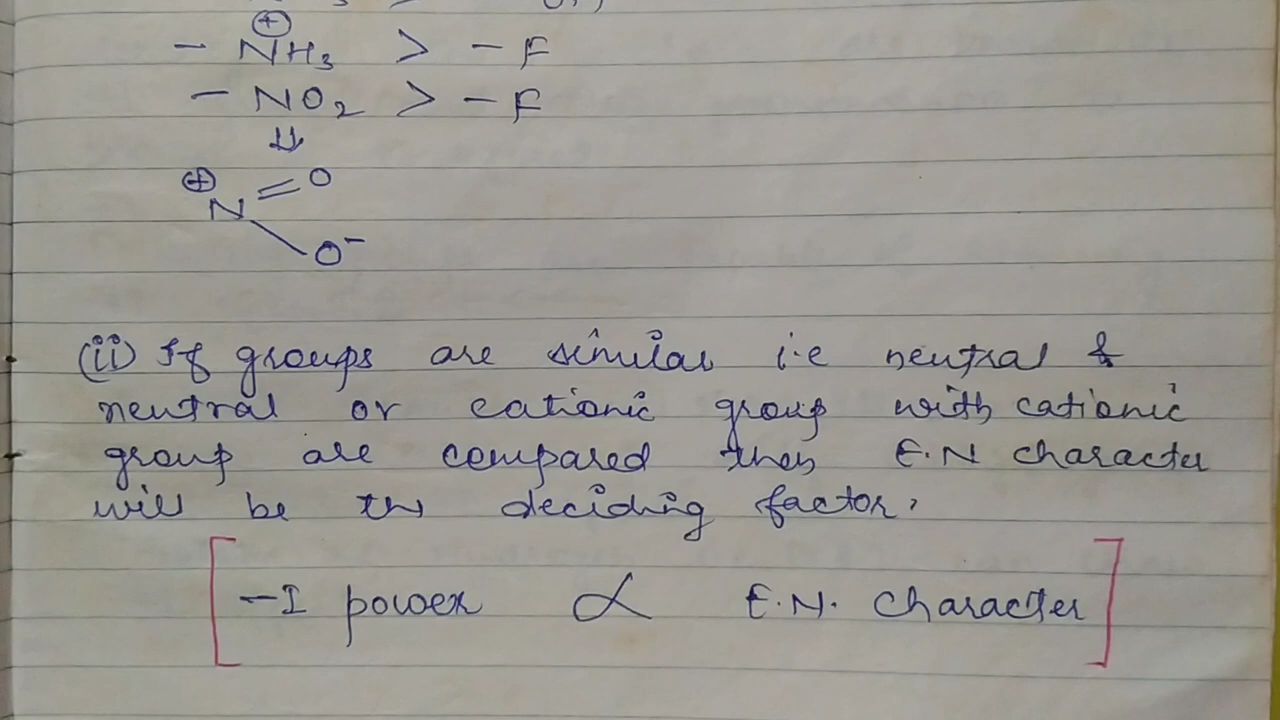 ⊕
- NH₃ > - F
- NO₂ > - F
⇓
⊕
N = O
O⁻
(ii) If groups are similar i.e neutral &
neutral or cationic group with cationic
group are compared then E.N character
will be the deciding factor.
[-I power ∝ E.N. character]